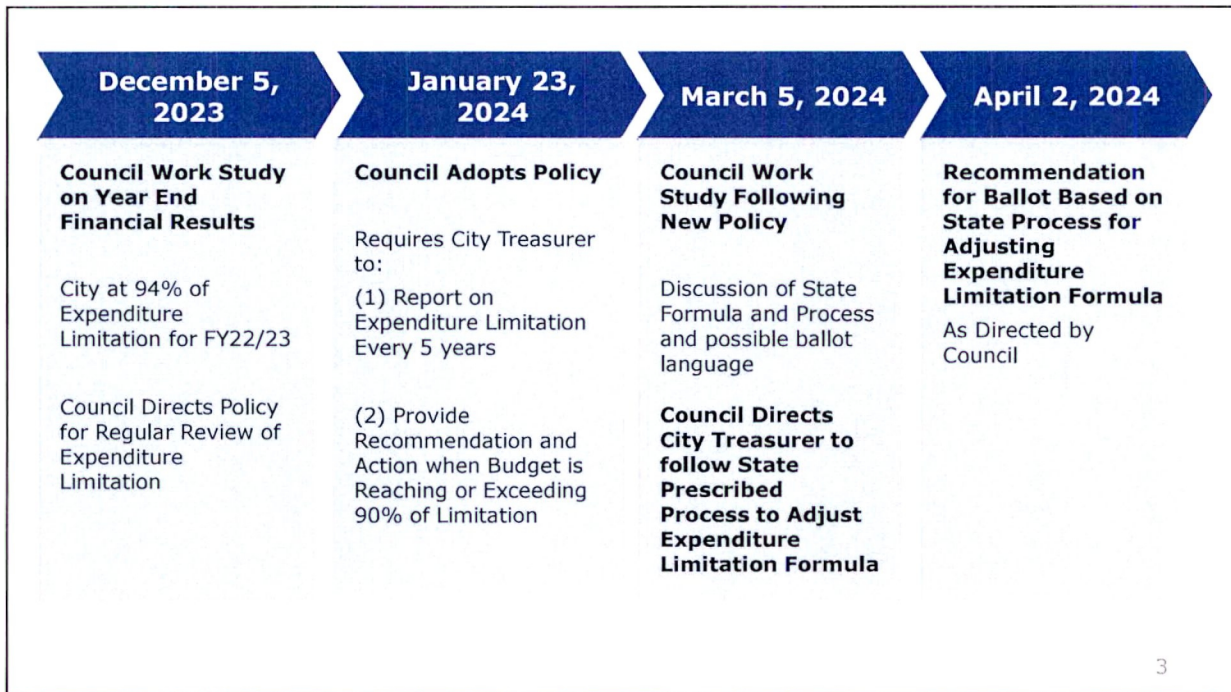 December 5,
2023
January 23,
2024
March 5, 2024
April 2, 2024
Council Work Study
on Year End
Financial Results
City at 94% of
Expenditure
Limitation for FY22/23
Council Directs Policy
for Regular Review of
Expenditure
Limitation
Council Adopts Policy
Requires City Treasurer
to:
(1) Report on
Expenditure Limitation
Every 5 years
(2) Provide
Recommendation and
Action when Budget is
Reaching or Exceeding
90% of Limitation
Council Work
Study Following
New Policy
Discussion of State
Formula and Process
and possible ballot
language
Council Directs
City Treasurer to
follow State
Prescribed
Process to Adjust
Expenditure
Limitation Formula
Recommendation
for Ballot Based on
State Process for
Adjusting
Expenditure
Limitation Formula
As Directed by
Council
3